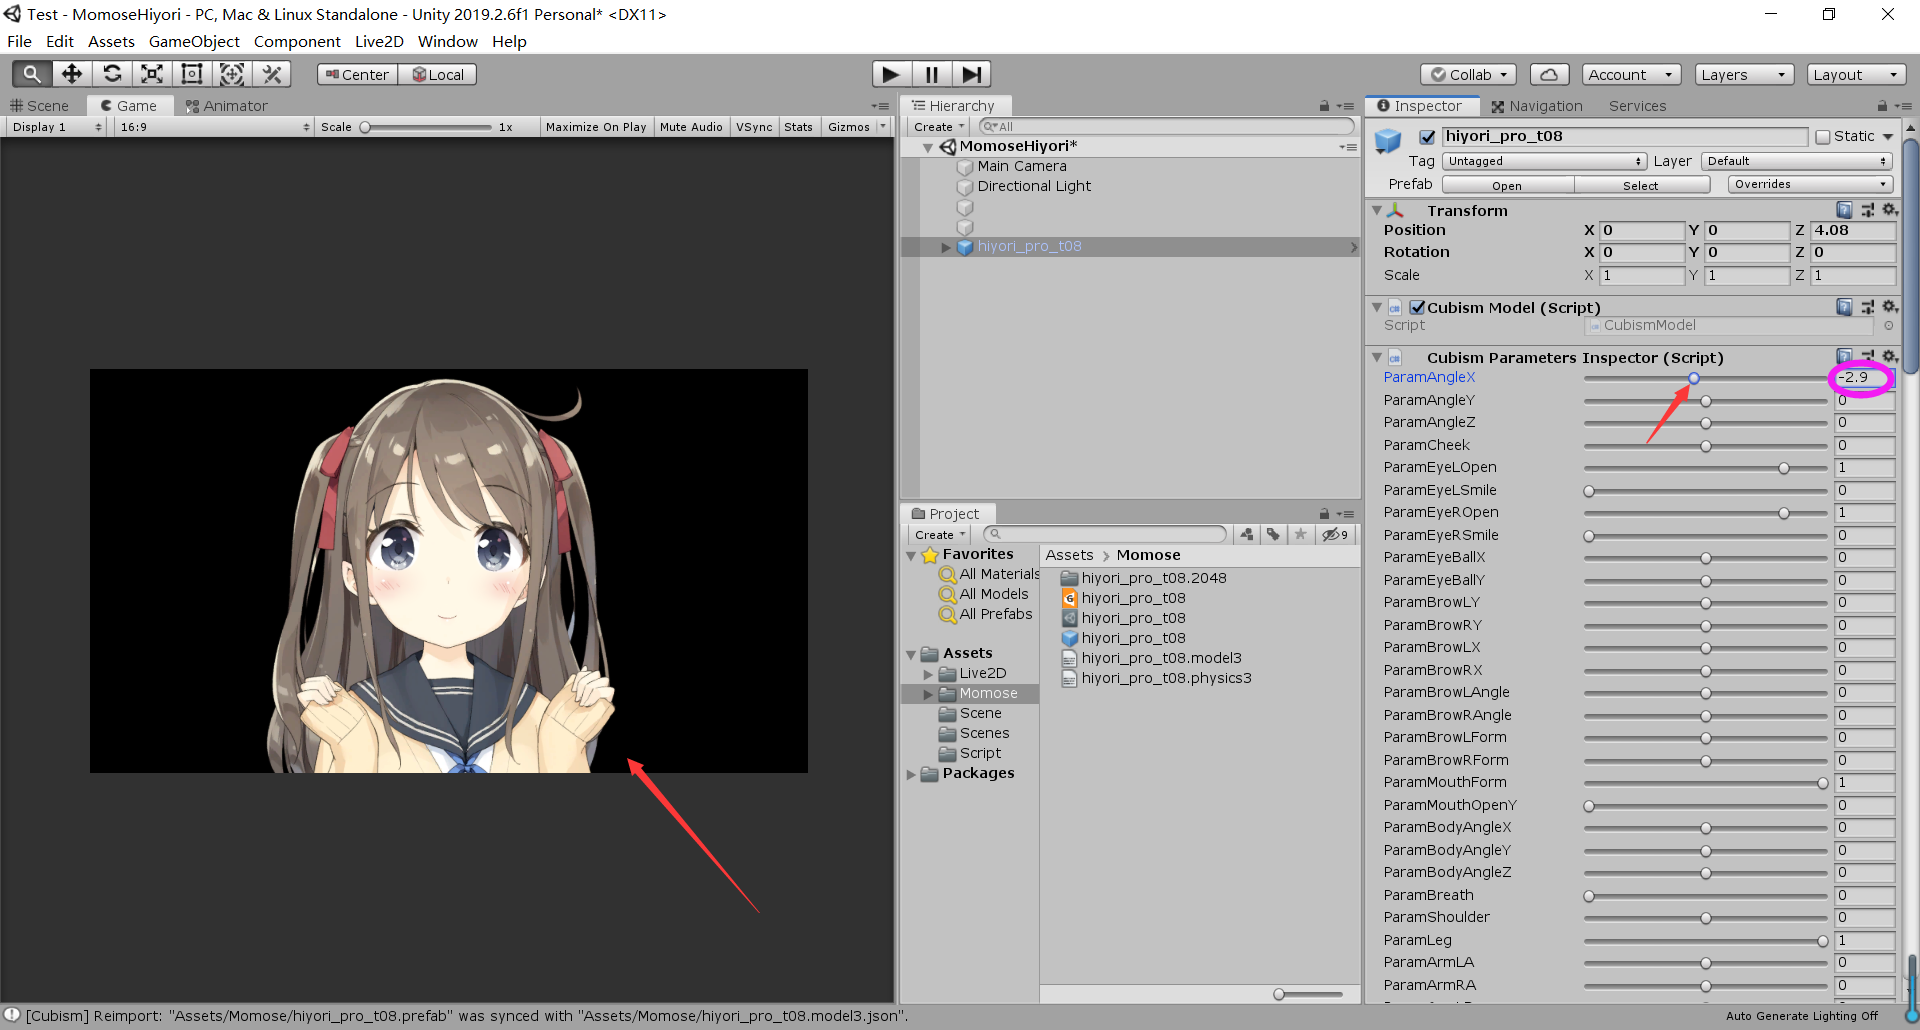 Test - MomoseHiyori - PC, Mac & Linux Standalone - Unity 2019.2.6f1 Personal* <DX11>
File Edit Assets GameObject Component Live2D Window Help
Center Local Collab Account Layers Layout
Scene Game Animator
Display 1 16:9 Scale 1x Maximize On Play Mute Audio VSync Stats Gizmos
Hierarchy
Create All
MomoseHiyori*
Main Camera
Directional Light
hiyori_pro_t08
Project
Create 9
Favorites
All Materials
All Models
All Prefabs
Assets
Live2D
Momose
Scene
Scenes
Script
Packages
Assets > Momose
hiyori_pro_t08.2048
hiyori_pro_t08
hiyori_pro_t08
hiyori_pro_t08
hiyori_pro_t08.model3
hiyori_pro_t08.physics3
Inspector Navigation Services
hiyori_pro_t08 Static
Tag Untagged Layer Default
Prefab Open Select Overrides
Transform
Position X 0 Y 0 Z 4.08
Rotation X 0 Y 0 Z 0
Scale X 1 Y 1 Z 1
Cubism Model (Script)
Script CubismModel
Cubism Parameters Inspector (Script)
ParamAngleX -2.9
ParamAngleY 0
ParamAngleZ 0
ParamCheek 0
ParamEyeLOpen 1
ParamEyeLSmile 0
ParamEyeROpen 1
ParamEyeRSmile 0
ParamEyeBallX 0
ParamEyeBallY 0
ParamBrowLY 0
ParamBrowRY 0
ParamBrowLX 0
ParamBrowRX 0
ParamBrowLAngle 0
ParamBrowRAngle 0
ParamBrowLForm 0
ParamBrowRForm 0
ParamMouthForm 1
ParamMouthOpenY 0
ParamBodyAngleX 0
ParamBodyAngleY 0
ParamBodyAngleZ 0
ParamBreath 0
ParamShoulder 0
ParamLeg 1
ParamArmLA 0
ParamArmRA 0
[Cubism] Reimport: "Assets/Momose/hiyori_pro_t08.prefab" was synced with "Assets/Momose/hiyori_pro_t08.model3.json".
Auto Generate Lighting Off